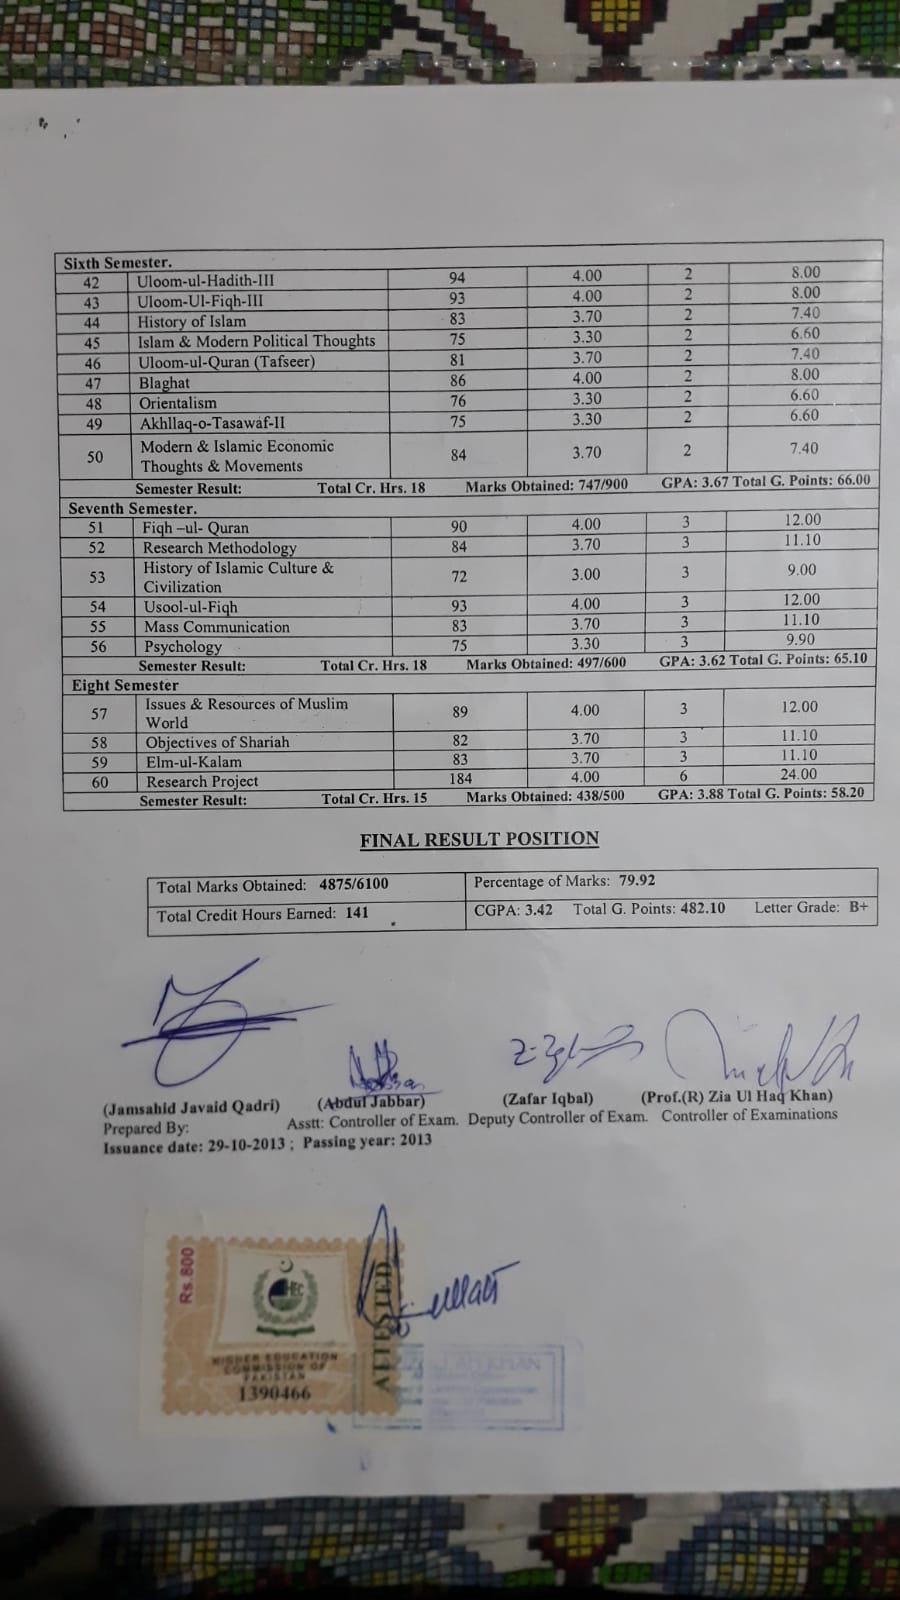 Sixth Semester.
42 Uloom-ul-Hadith-III 94 4.00 2 8.00
43 Uloom-Ul-Fiqh-III 93 4.00 2 8.00
44 History of Islam 83 3.70 2 7.40
45 Islam & Modern Political Thoughts 75 3.30 2 6.60
46 Uloom-ul-Quran (Tafseer) 81 3.70 2 7.40
47 Blaghat 86 4.00 2 8.00
48 Orientalism 76 3.30 2 6.60
49 Akhllaq-o-Tasawaf-II 75 3.30 2 6.60
50 Modern & Islamic Economic
Thoughts & Movements 84 3.70 2 7.40
Semester Result: Total Cr. Hrs. 18 Marks Obtained: 747/900 GPA: 3.67 Total G. Points: 66.00
Seventh Semester.
51 Fiqh –ul- Quran 90 4.00 3 12.00
52 Research Methodology 84 3.70 3 11.10
53 History of Islamic Culture &
Civilization 72 3.00 3 9.00
54 Usool-ul-Fiqh 93 4.00 3 12.00
55 Mass Communication 83 3.70 3 11.10
56 Psychology 75 3.30 3 9.90
Semester Result: Total Cr. Hrs. 18 Marks Obtained: 497/600 GPA: 3.62 Total G. Points: 65.10
Eight Semester
57 Issues & Resources of Muslim
World 89 4.00 3 12.00
58 Objectives of Shariah 82 3.70 3 11.10
59 Elm-ul-Kalam 83 3.70 3 11.10
60 Research Project 184 4.00 6 24.00
Semester Result: Total Cr. Hrs. 15 Marks Obtained: 438/500 GPA: 3.88 Total G. Points: 58.20
FINAL RESULT POSITION
Total Marks Obtained: 4875/6100 Percentage of Marks: 79.92
Total Credit Hours Earned: 141 CGPA: 3.42 Total G. Points: 482.10 Letter Grade: B+
(Jamsahid Javaid Qadri) (Abdul Jabbar) (Zafar Iqbal) (Prof.(R) Zia Ul Haq Khan)
Prepared By: Asstt: Controller of Exam. Deputy Controller of Exam. Controller of Examinations
Issuance date: 29-10-2013 ; Passing year: 2013
Rs.800
HEC
ATTESTED
HIGHER EDUCATION
COMMISSION OF
PAKISTAN
1390466
KHAN